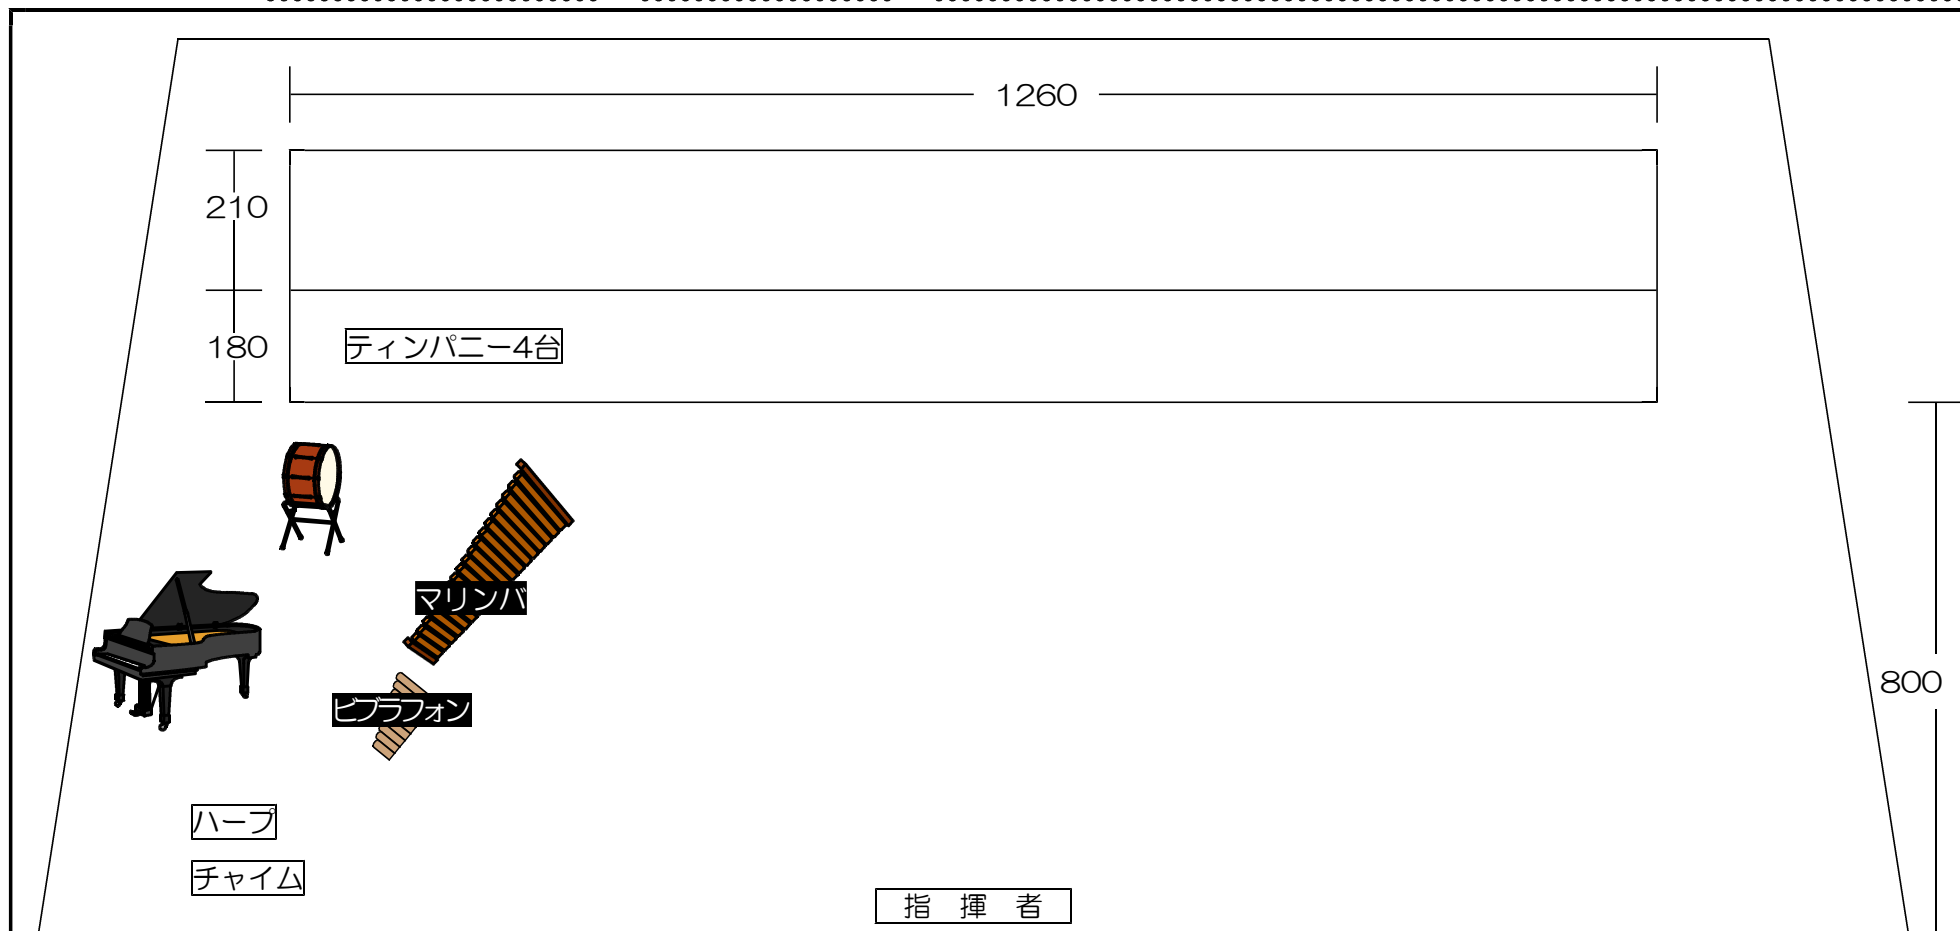 1260
210
180
ティンパニー4台
マリンバ
800
ビブラフォン
ハープ
チャイム
指 揮 者